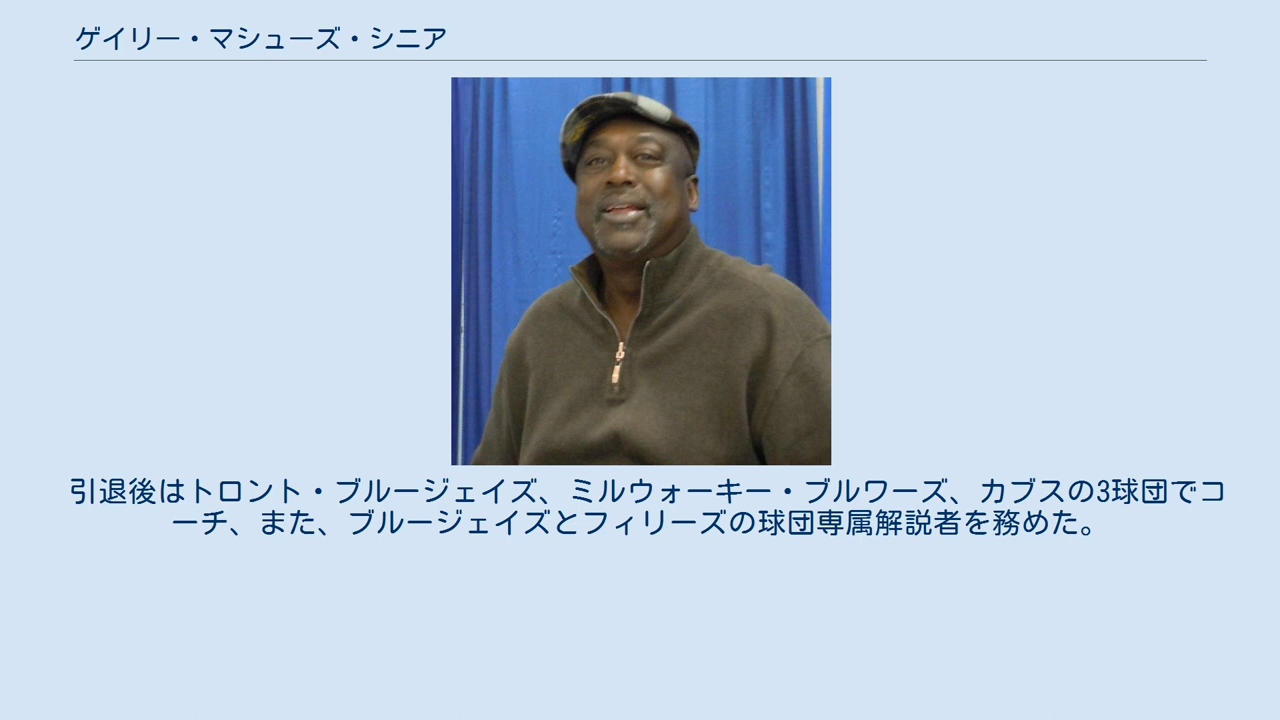 ゲイリー・マシューズ・シニア
引退後はトロント・ブルージェイズ、ミルウォーキー・ブルワーズ、カブスの3球団でコ
ーチ、また、ブルージェイズとフィリーズの球団専属解説者を務めた。